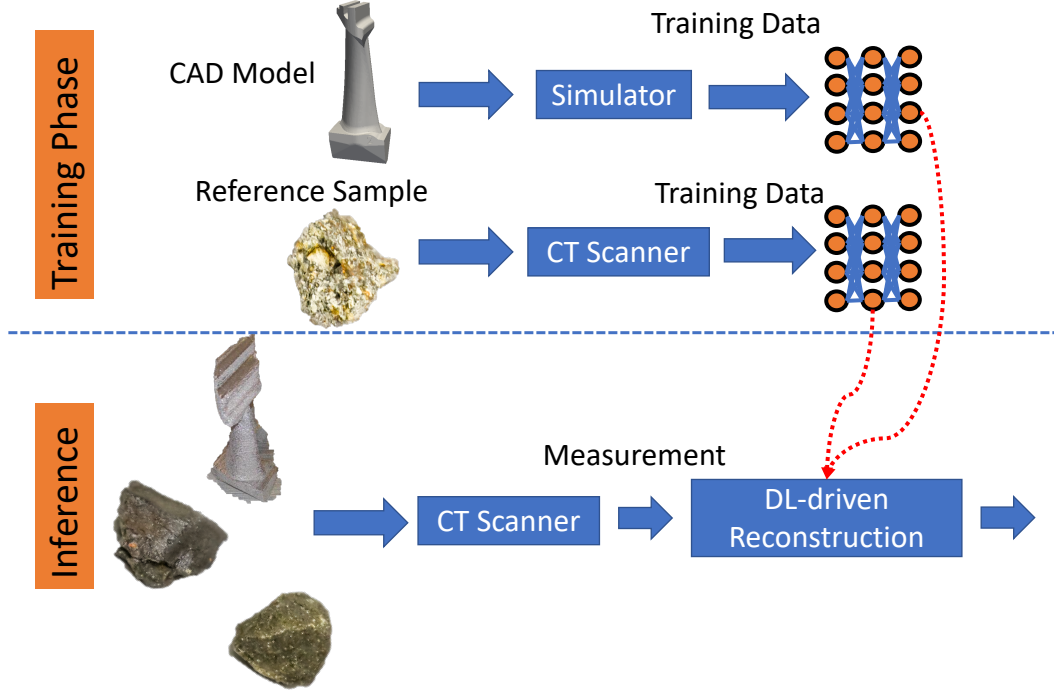 Training Phase
CAD Model
Simulator
Training Data
Reference Sample
CT Scanner
Training Data
Inference
CT Scanner
Measurement
DL-driven
Reconstruction